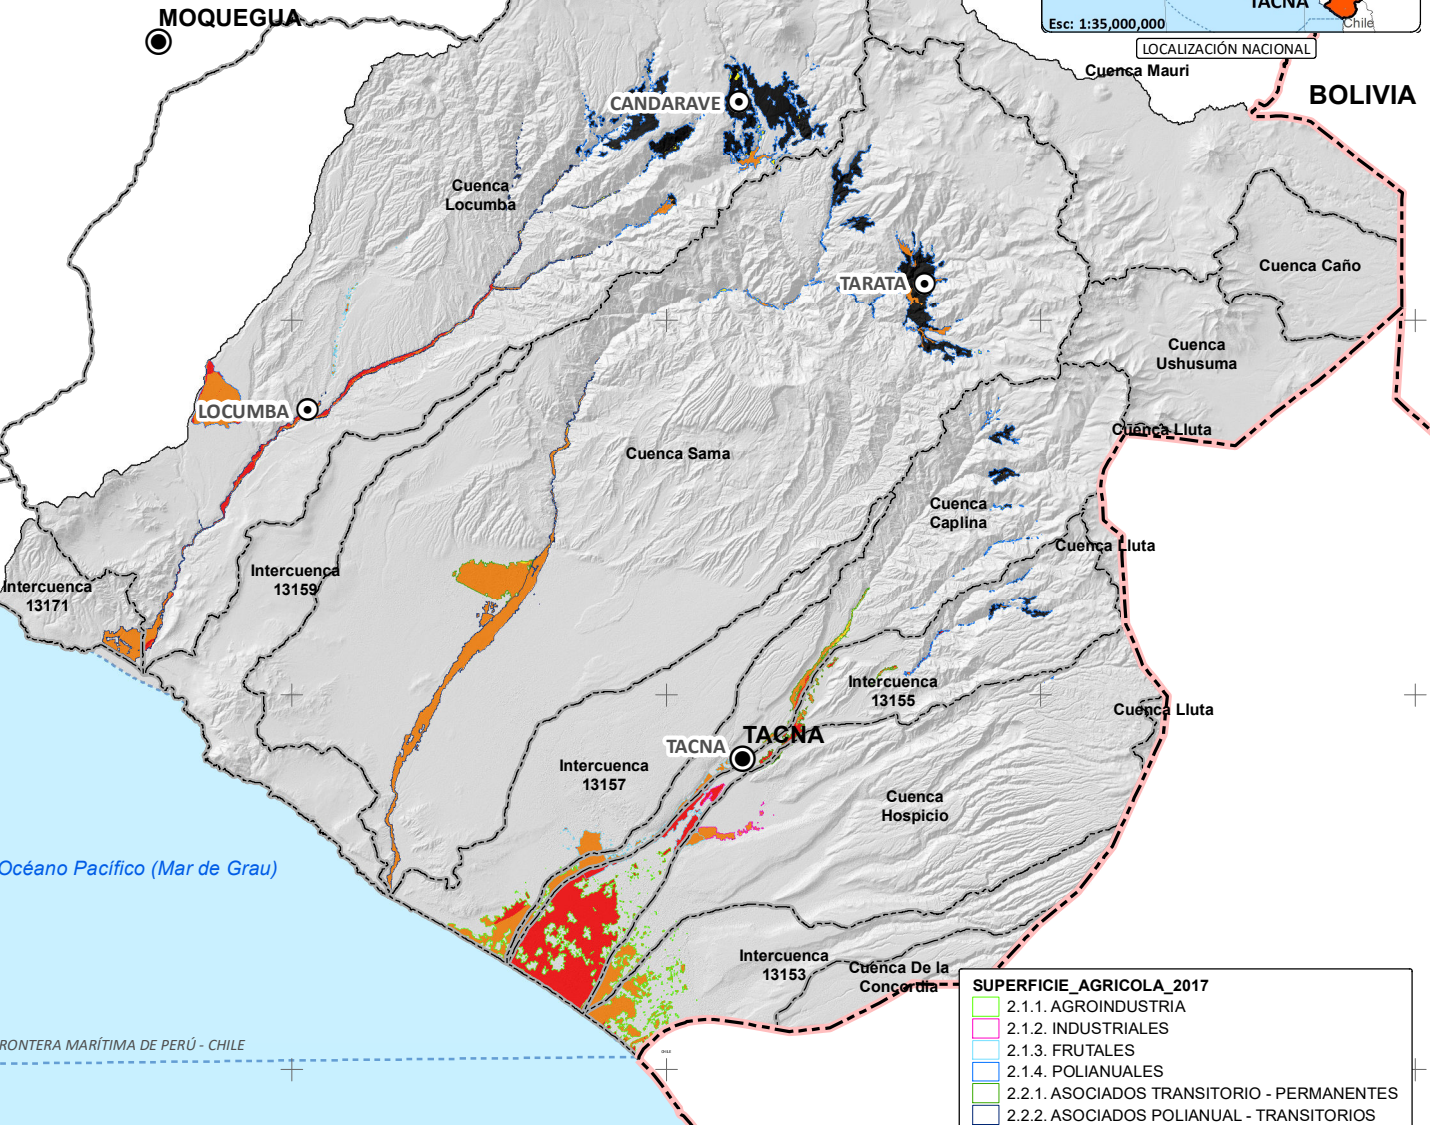 MOQUEGUA
TACNA
Chile
Esc: 1:35,000,000
LOCALIZACIÓN NACIONAL
Cuenca Mauri
BOLIVIA
CANDARAVE
Cuenca
Locumba
Cuenca Caño
TARATA
Cuenca
Ushusuma
LOCUMBA
Cuenca Lluta
Cuenca Sama
Cuenca
Caplina
Cuenca Lluta
Intercuenca
13171
Intercuenca
13159
Intercuenca
13155
Cuenca Lluta
TACNA
TACNA
Intercuenca
13157
Cuenca
Hospicio
Océano Pacífico (Mar de Grau)
Intercuenca
13153
Cuenca De la
Concordia
RONTERA MARÍTIMA DE PERÚ - CHILE
SUPERFICIE_AGRICOLA_2017
2.1.1. AGROINDUSTRIA
2.1.2. INDUSTRIALES
2.1.3. FRUTALES
2.1.4. POLIANUALES
2.2.1. ASOCIADOS TRANSITORIO - PERMANENTES
2.2.2. ASOCIADOS POLIANUAL - TRANSITORIOS